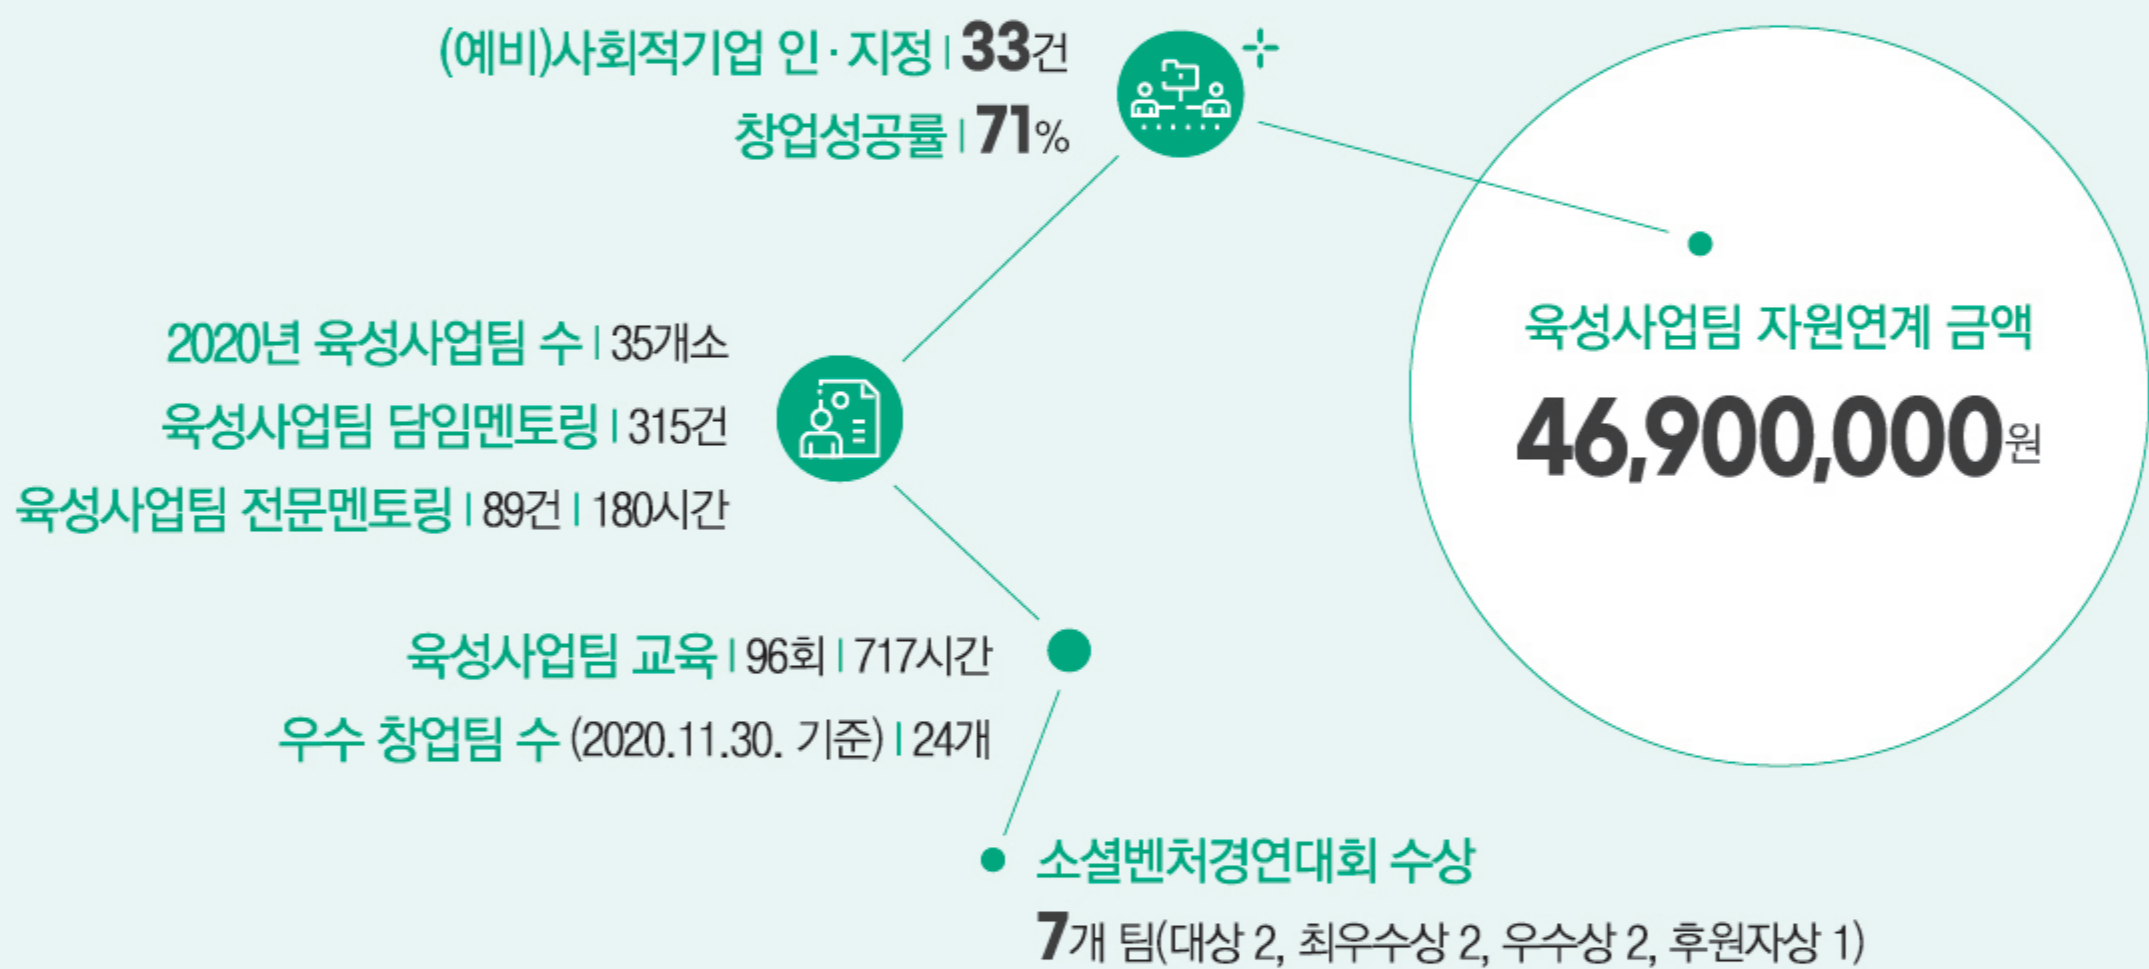 (예비)사회적기업 인·지정 | 33건
창업성공률 | 71%
2020년 육성사업팀 수 | 35개소
육성사업팀 담임멘토링 | 315건
육성사업팀 전문멘토링 | 89건 | 180시간
육성사업팀 교육 | 96회 | 717시간
우수 창업팀 수 (2020.11.30. 기준) | 24개
소셜벤처경연대회 수상
7개 팀(대상 2, 최우수상 2, 우수상 2, 후원자상 1)
육성사업팀 자원연계 금액
46,900,000원